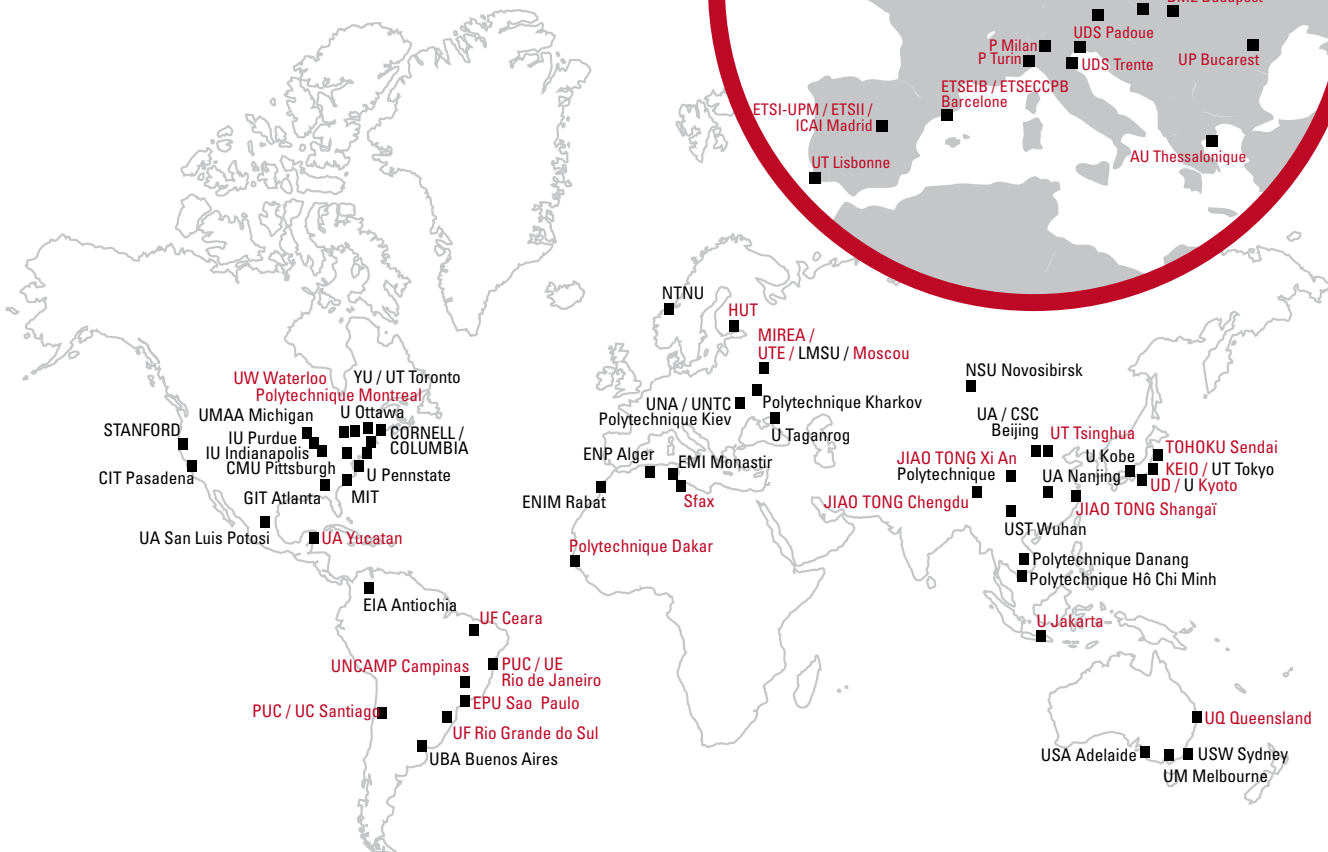 BME Budapest
UDS Padoue
P Milan
P Turin
UDS Trente
UP Bucarest
ETSEIB / ETSECCPB
Barcelone
ETSI-UPM / ETSII /
ICAI Madrid
UT Lisbonne
AU Thessalonique
NTNU
HUT
MIREA /
UTE / LMSU / Moscou
UNA / UNTC
Polytechnique Kiev
Polytechnique Kharkov
U Taganrog
NSU Novosibirsk
UA / CSC
Beijing
UT Tsinghua
TOHOKU Sendai
U Kobe
KEIO / UT Tokyo
UD / U Kyoto
JIAO TONG Xi An
Polytechnique
UA Nanjing
JIAO TONG Chengdu
JIAO TONG Shangaï
UST Wuhan
Polytechnique Danang
Polytechnique Hô Chi Minh
U Jakarta
UQ Queensland
USA Adelaide
USW Sydney
UM Melbourne
UW Waterloo
YU / UT Toronto
Polytechnique Montreal
UMAA Michigan
U Ottawa
STANFORD
IU Purdue
CORNELL /
COLUMBIA
IU Indianapolis
CMU Pittsburgh
U Pennstate
CIT Pasadena
GIT Atlanta
MIT
UA San Luis Potosi
UA Yucatan
ENP Alger
EMI Monastir
ENIM Rabat
Sfax
Polytechnique Dakar
EIA Antiochia
UF Ceara
UNCAMP Campinas
PUC / UE
Rio de Janeiro
EPU Sao Paulo
PUC / UC Santiago
UF Rio Grande do Sul
UBA Buenos Aires